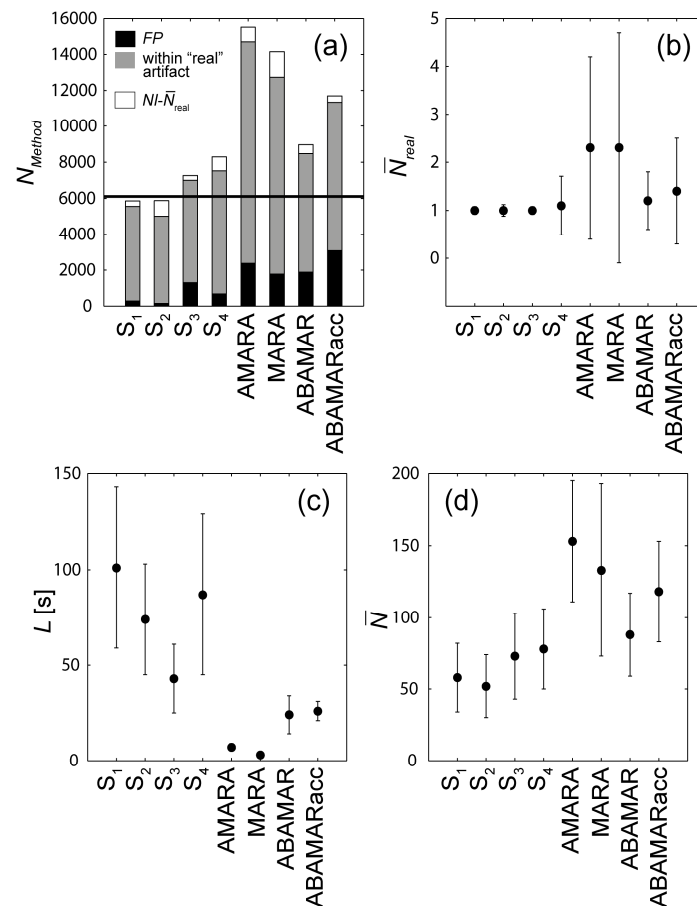 (a)
FP
within "real"
artifact
NI-N̅real
16000
14000
12000
10000
8000
6000
4000
2000
0
NMethod
S1
S2
S3
S4
AMARA
MARA
ABAMAR
ABAMARacc
(b)
5
4
3
2
1
0
N̅real
S1
S2
S3
S4
AMARA
MARA
ABAMAR
ABAMARacc
(c)
150
100
50
0
L [s]
S1
S2
S3
S4
AMARA
MARA
ABAMAR
ABAMARacc
(d)
200
150
100
50
0
N̅
S1
S2
S3
S4
AMARA
MARA
ABAMAR
ABAMARacc